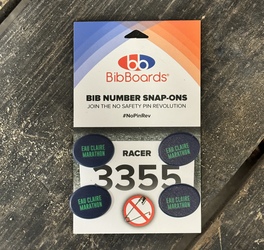 bb
BibBoards®
BIB NUMBER SNAP-ONS
JOIN THE NO SAFETY PIN REVOLUTION
#NoPinRev
EAU CLAIRE
MARATHON
EAU CLAIRE
MARATHON
RACER
3355
EAU CLAIRE
MARATHON
EAU CLAIRE
MARATHON